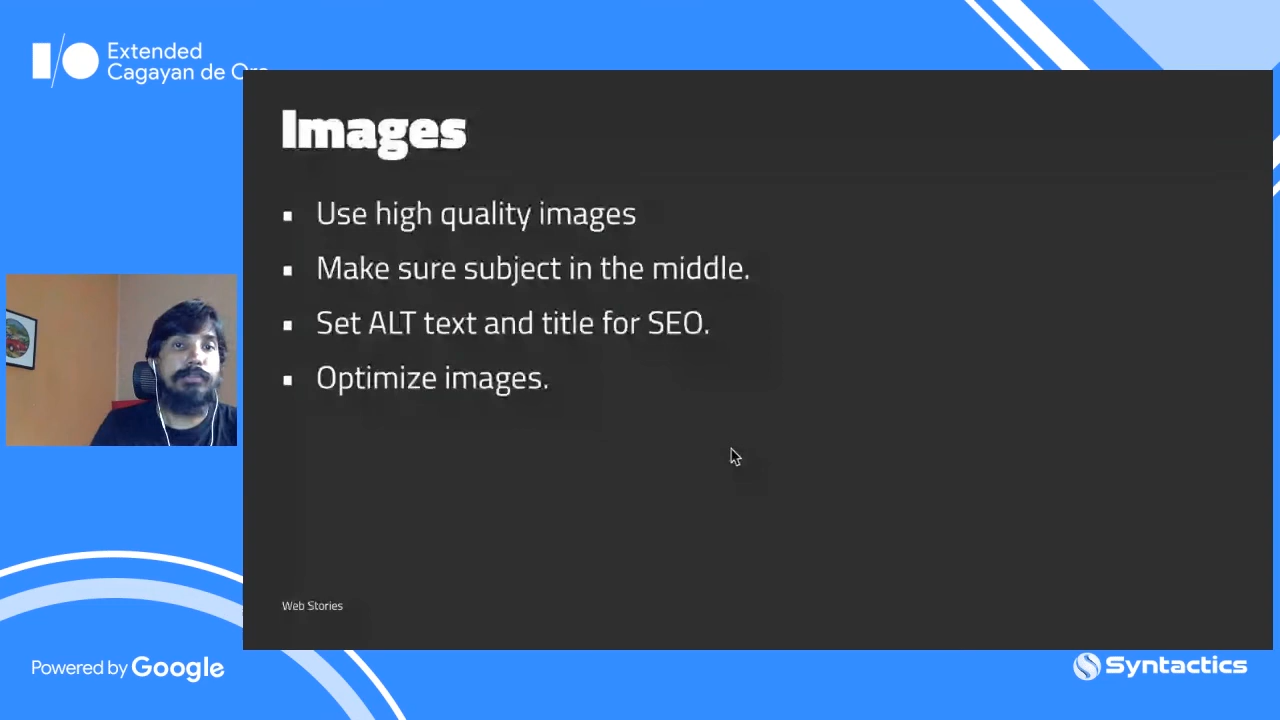 I/O Extended
Cagayan de Oro
Images
▪ Use high quality images
▪ Make sure subject in the middle.
▪ Set ALT text and title for SEO.
▪ Optimize images.
Web Stories
Powered by Google
Syntactics